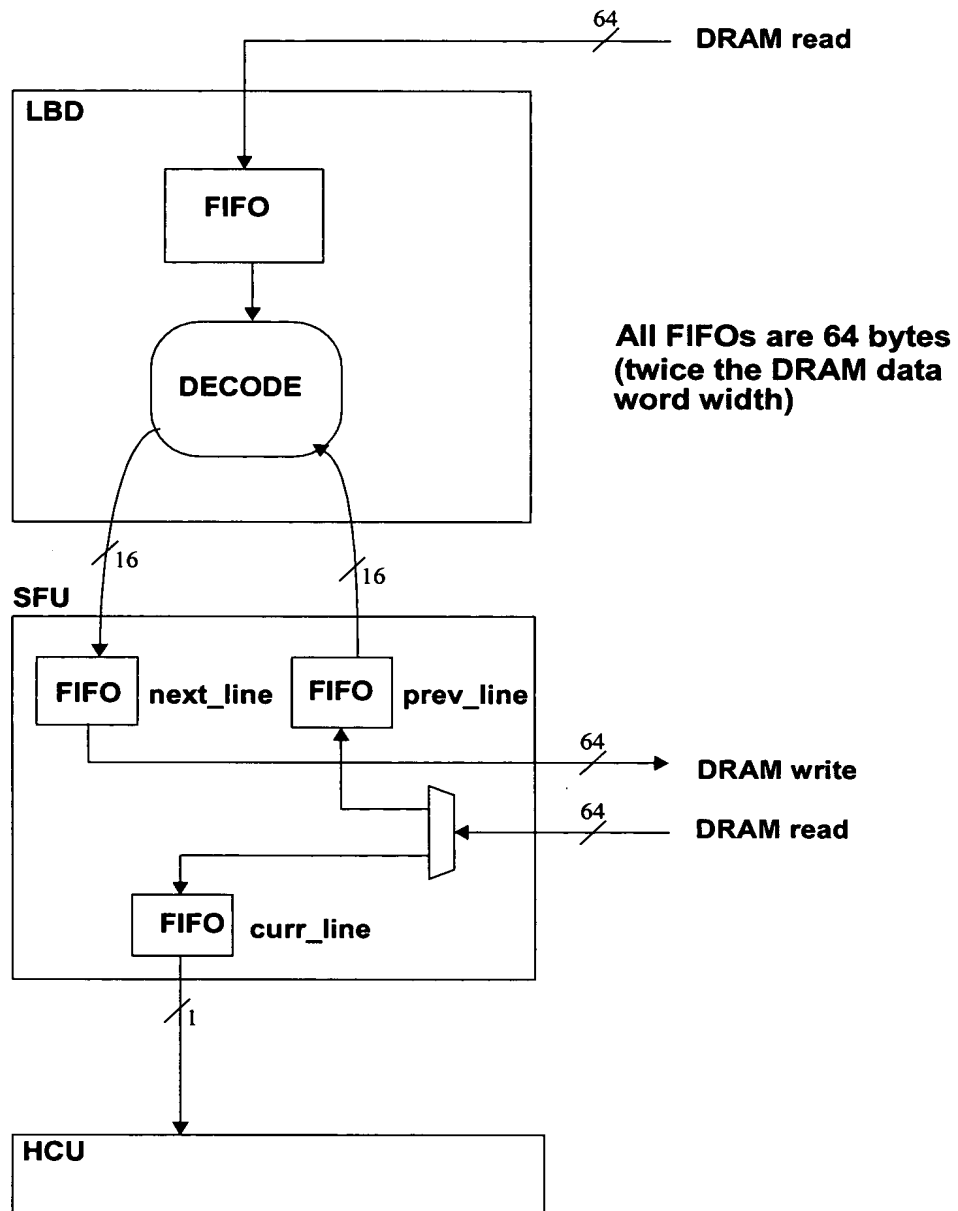 64
DRAM read
LBD
FIFO
All FIFOs are 64 bytes
(twice the DRAM data
word width)
DECODE
16
16
SFU
FIFO
next_line
FIFO
prev_line
64
DRAM write
64
DRAM read
FIFO
curr_line
1
HCU